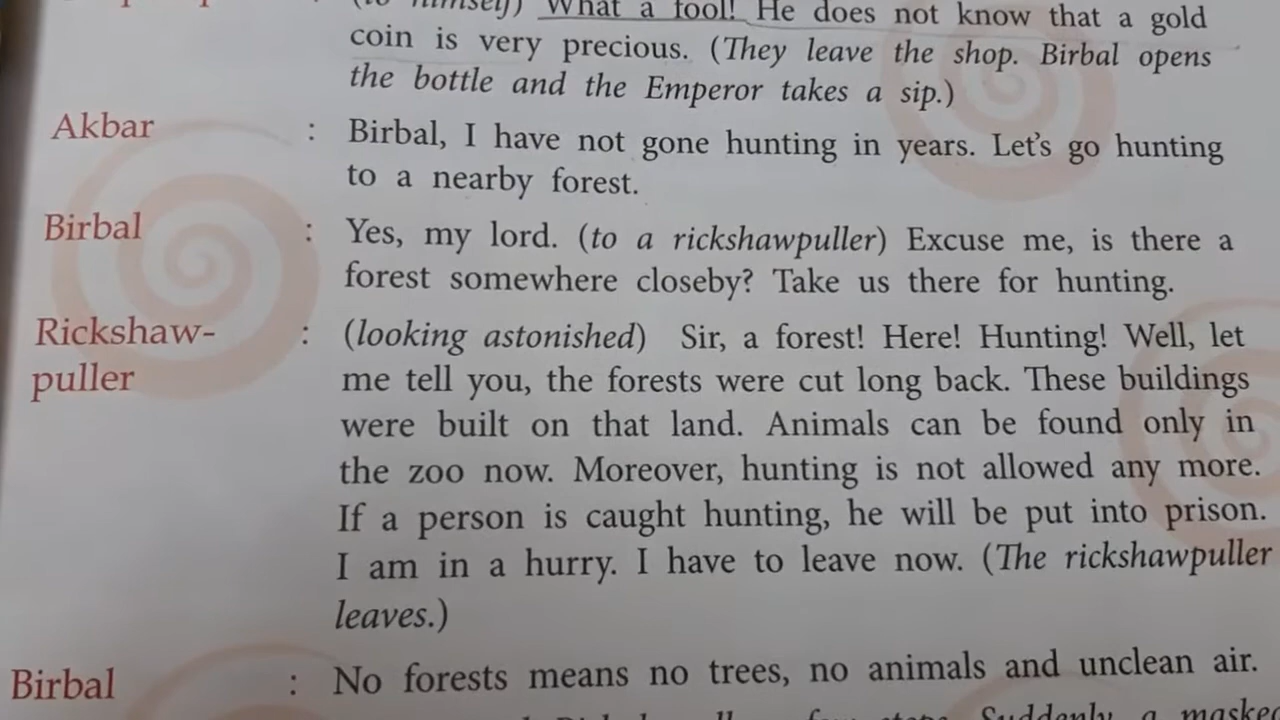 (to himself) What a fool! He does not know that a gold
coin is very precious. (They leave the shop. Birbal opens
the bottle and the Emperor takes a sip.)
Akbar : Birbal, I have not gone hunting in years. Let's go hunting
to a nearby forest.
Birbal : Yes, my lord. (to a rickshawpuller) Excuse me, is there a
forest somewhere closeby? Take us there for hunting.
Rickshaw- : (looking astonished) Sir, a forest! Here! Hunting! Well, let
puller me tell you, the forests were cut long back. These buildings
were built on that land. Animals can be found only in
the zoo now. Moreover, hunting is not allowed any more.
If a person is caught hunting, he will be put into prison.
I am in a hurry. I have to leave now. (The rickshawpuller
leaves.)
Birbal : No forests means no trees, no animals and unclean air.
Suddenly, a masked